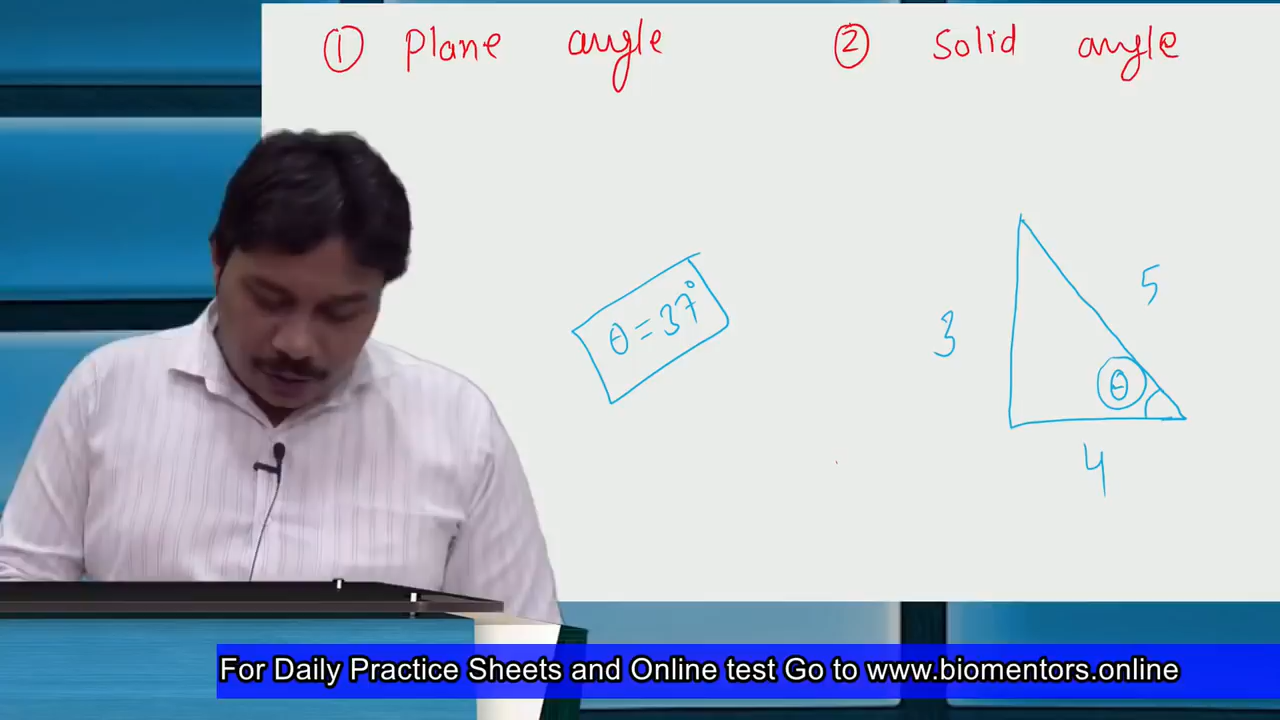 ① Plane angle ② Solid angle
θ = 37°
3
5
θ
4
For Daily Practice Sheets and Online test Go to www.biomentors.online